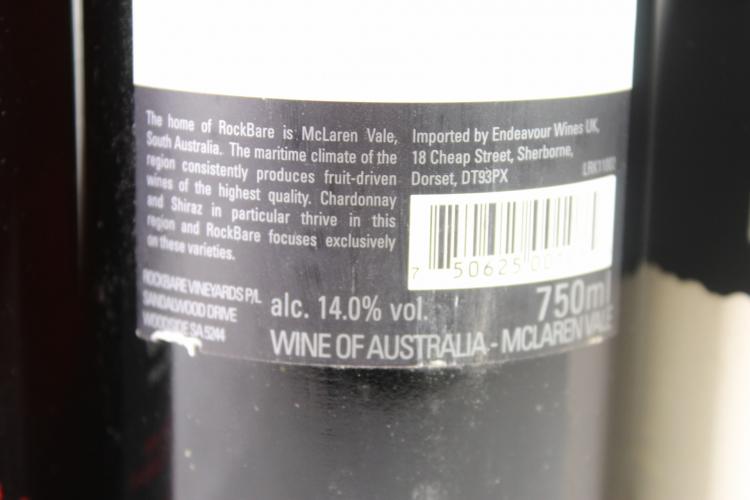 The home of RockBare is McLaren Vale,
South Australia. The maritime climate of the
region consistently produces fruit-driven
wines of the highest quality. Chardonnay
and Shiraz in particular thrive in this
region and RockBare focuses exclusively
on these varieties.
Imported by Endeavour Wines UK,
18 Cheap Street, Sherborne,
Dorset, DT93PX
7 50625 00
ROCKBARE VINEYARDS P/L
SANDALWOOD DRIVE
WOODSIDE SA 5244
alc. 14.0% vol.
750ml
WINE OF AUSTRALIA - MCLAREN VALE